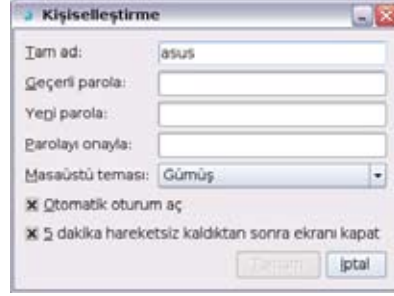 Kişiselleştirme
Tam ad: asus
Geçerli parola:
Yeni parola:
Parolayı onayla:
Masaüstü teması: Gümüş
Otomatik oturum aç
5 dakika hareketsiz kaldıktan sonra ekranı kapat
Tamam İptal